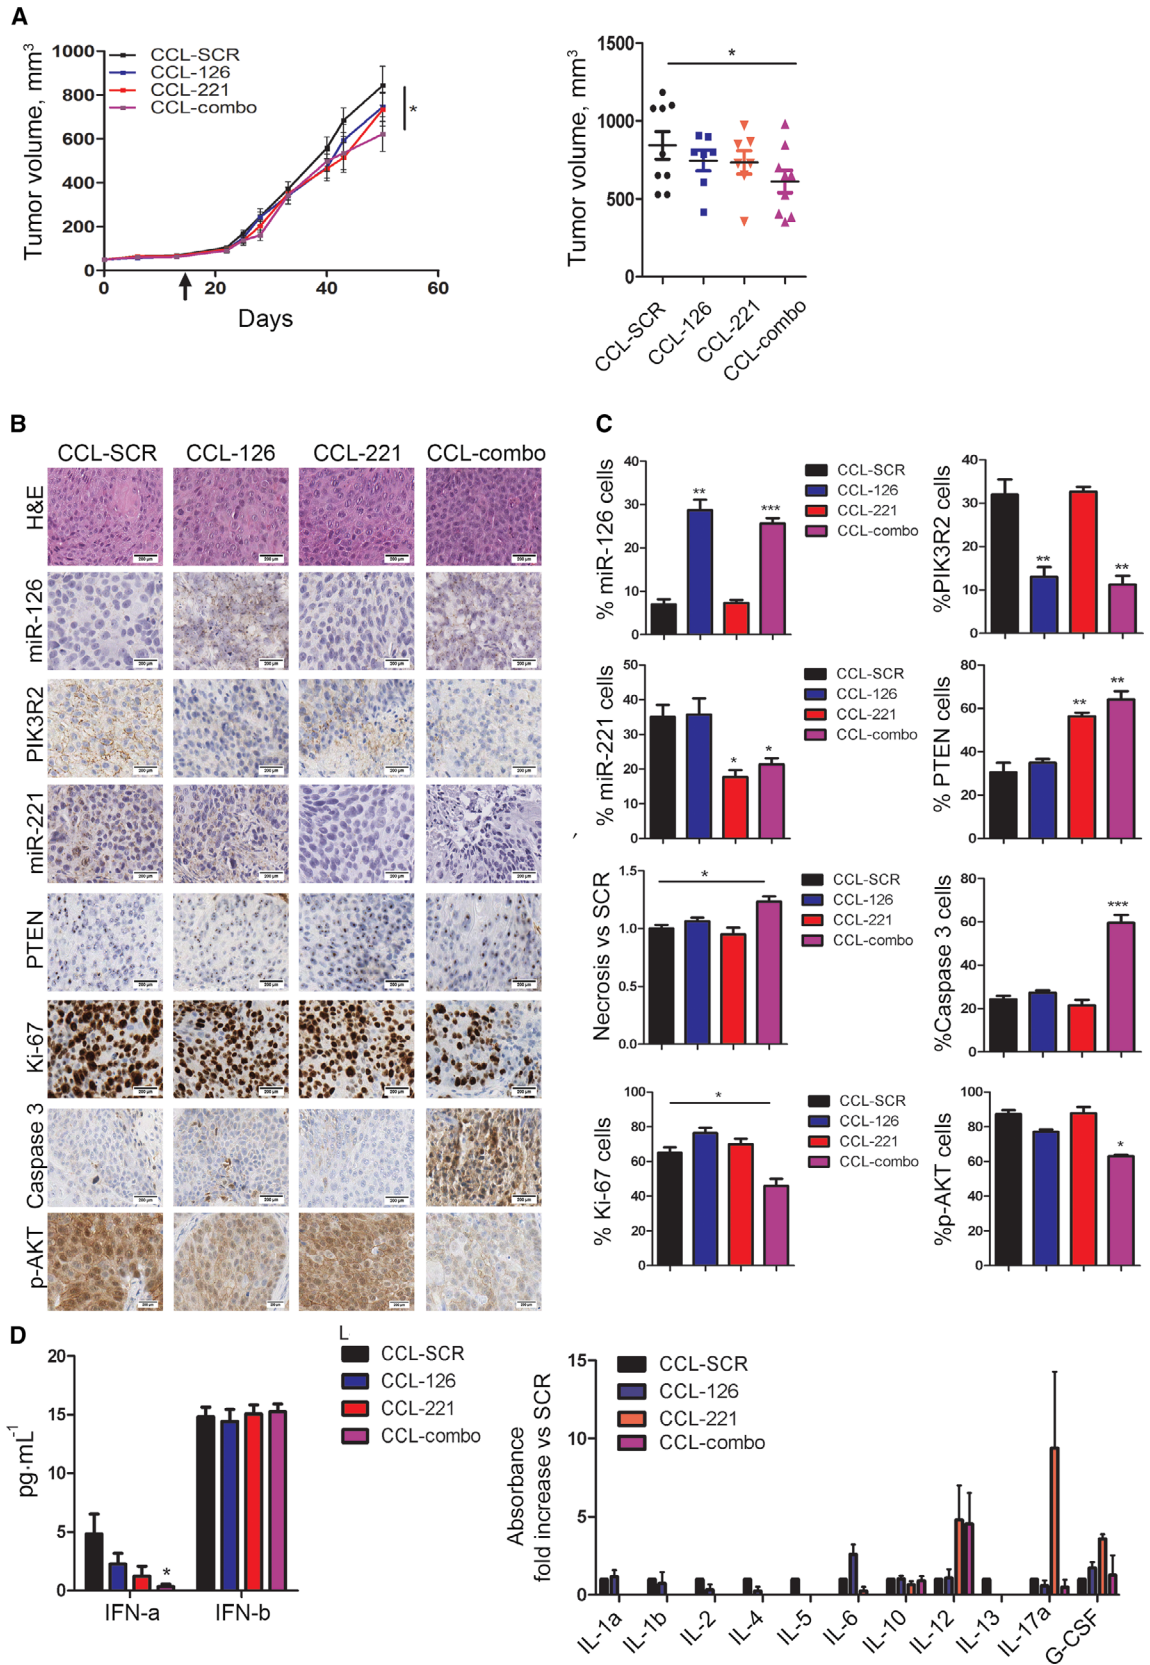 A
Tumor volume, mm³
1000
800
600
400
200
0
0
20
40
60
Days
CCL-SCR
CCL-126
CCL-221
CCL-combo
*
Tumor volume, mm³
1500
1000
500
0
*
CCL-SCR
CCL-126
CCL-221
CCL-combo
B
CCL-SCR CCL-126 CCL-221 CCL-combo
H&E
miR-126
PIK3R2
miR-221
PTEN
Ki-67
Caspase 3
p-AKT
200 µm
C
% miR-126 cells
40
30
20
10
0
**
***
CCL-SCR
CCL-126
CCL-221
CCL-combo
%PIK3R2 cells
40
30
20
10
0
**
**
% miR-221 cells
50
40
30
20
10
0
*
*
CCL-SCR
CCL-126
CCL-221
CCL-combo
% PTEN cells
80
60
40
20
0
**
**
Necrosis vs SCR
1.5
1.0
0.5
0.0
*
CCL-SCR
CCL-126
CCL-221
CCL-combo
%Caspase 3 cells
80
60
40
20
0
***
% Ki-67 cells
100
80
60
40
20
0
*
CCL-SCR
CCL-126
CCL-221
CCL-combo
%p-AKT cells
100
80
60
40
20
0
*
D
pg·mL⁻¹
20
15
10
5
0
*
IFN-a IFN-b
L
CCL-SCR
CCL-126
CCL-221
CCL-combo
Absorbance
fold increase vs SCR
15
10
5
0
CCL-SCR
CCL-126
CCL-221
CCL-combo
IL-1a
IL-1b
IL-2
IL-4
IL-5
IL-6
IL-10
IL-12
IL-13
IL-17a
G-CSF